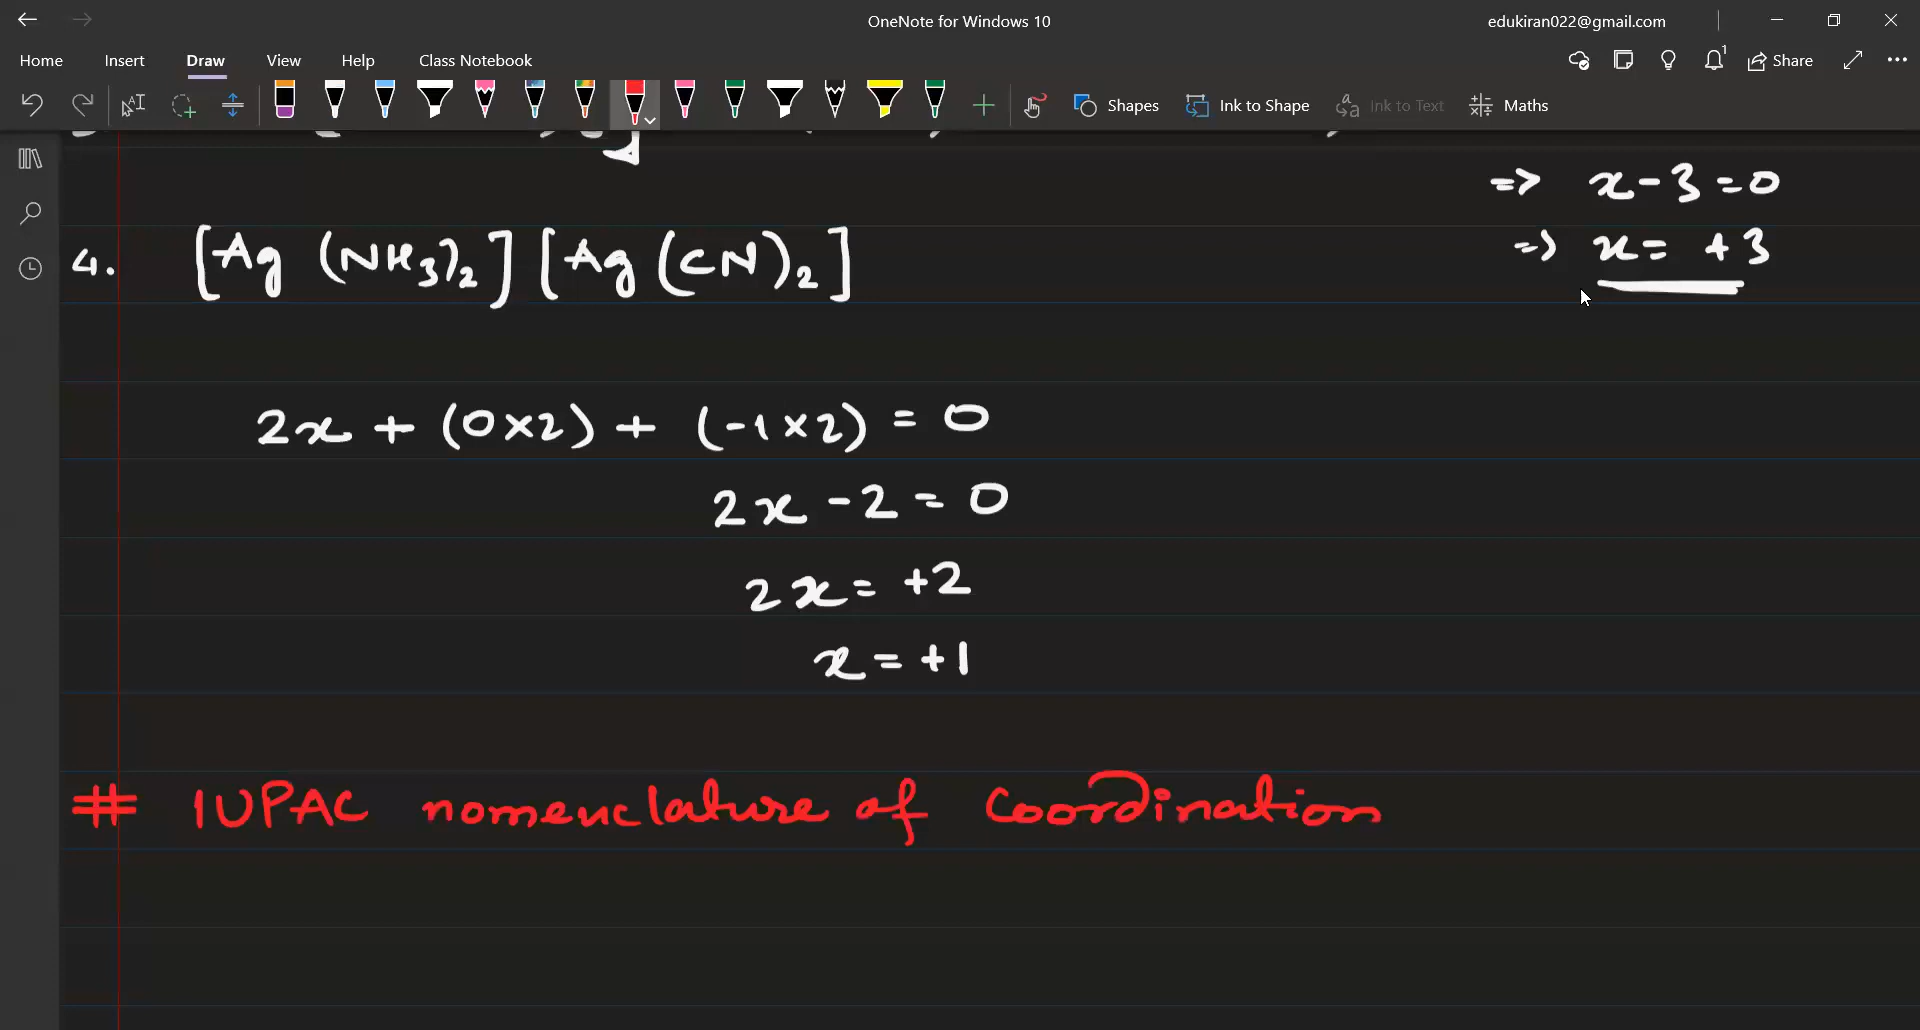 OneNote for Windows 10
edukiran022@gmail.com
Home Insert Draw View Help Class Notebook
1 Share
Shapes Ink to Shape Ink to Text Maths
=> x - 3 = 0
=> x = +3
4. [Ag (NH3)2] [Ag (CN)2]
2x + (0×2) + (-1×2) = 0
2x - 2 = 0
2x = +2
x = +1
# IUPAC nomenclature of Coordination